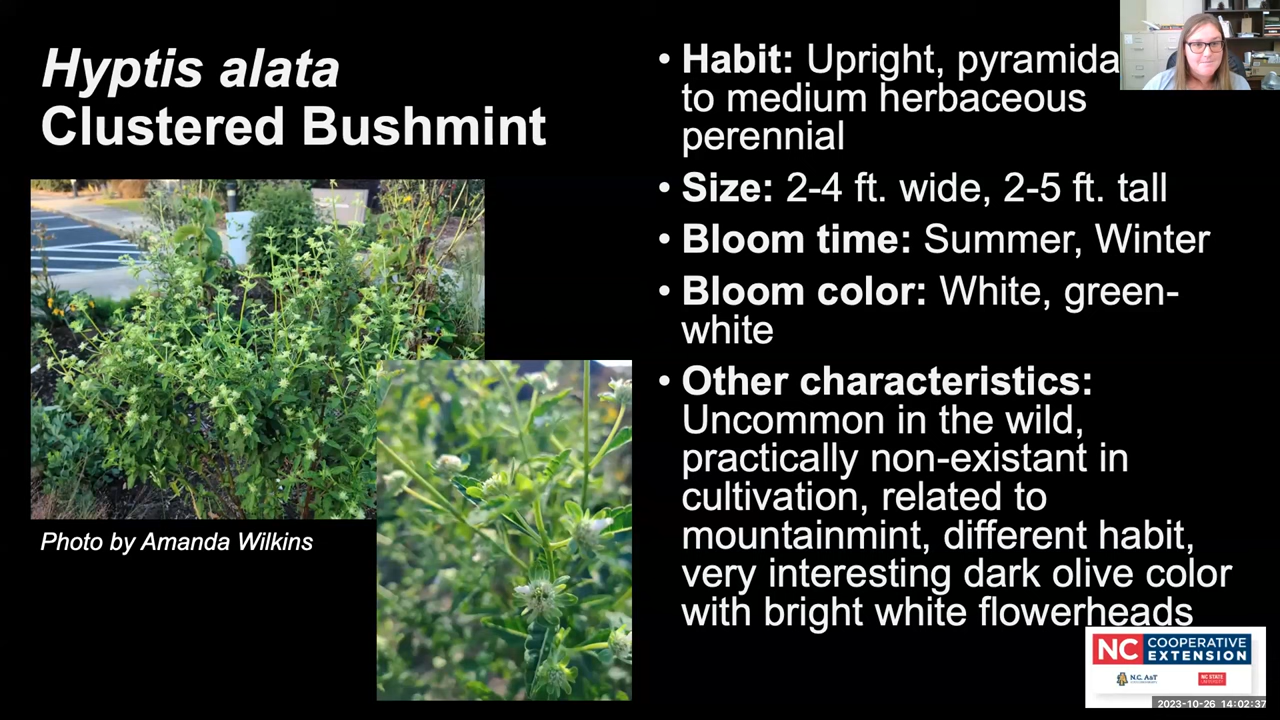 Hyptis alata
Clustered Bushmint
Photo by Amanda Wilkins
• Habit: Upright, pyramida
to medium herbaceous
perennial
• Size: 2-4 ft. wide, 2-5 ft. tall
• Bloom time: Summer, Winter
• Bloom color: White, green-
white
• Other characteristics:
Uncommon in the wild,
practically non-existant in
cultivation, related to
mountainmint, different habit,
very interesting dark olive color
with bright white flowerheads
NC COOPERATIVE
EXTENSION
N.C. A&T
NC STATE
2023-10-26 14:02:37